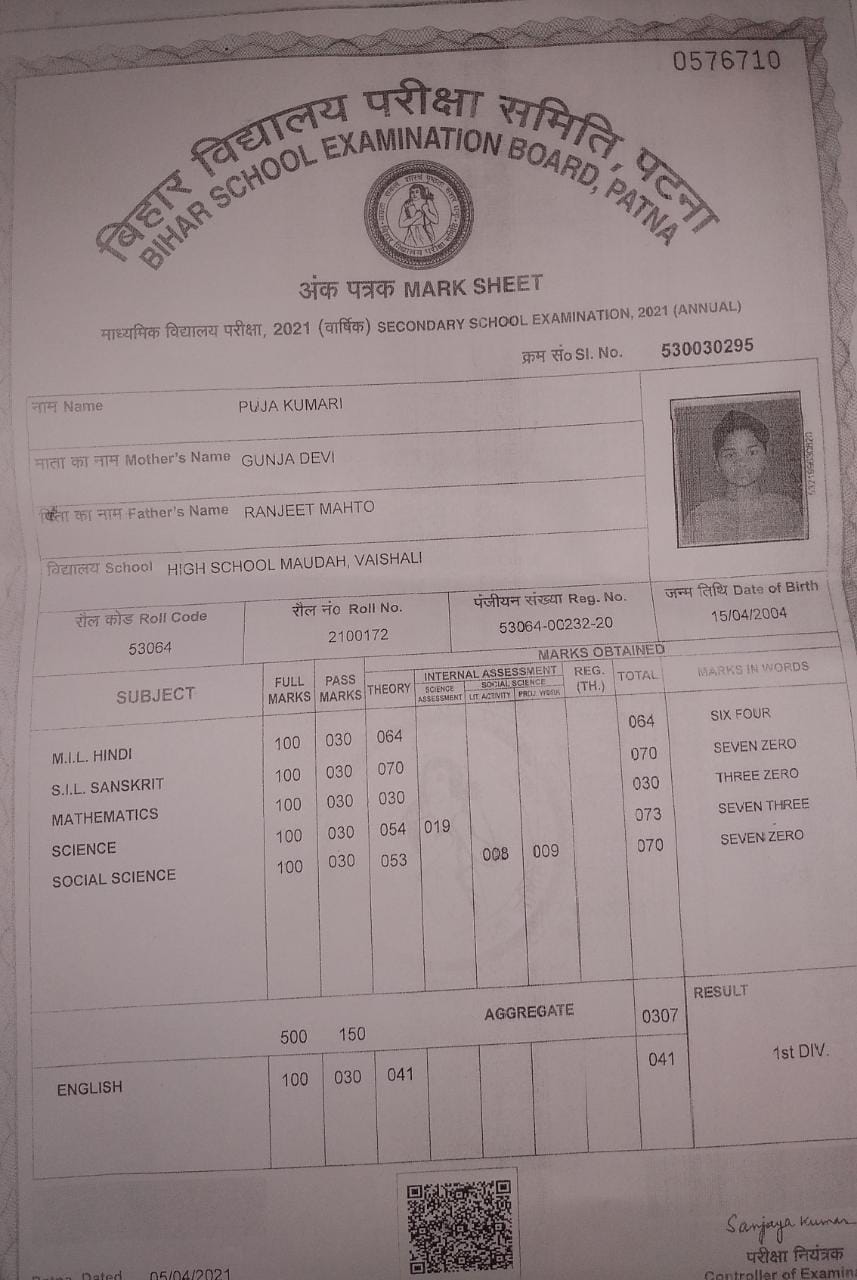 0576710
बिहार विद्यालय परीक्षा समिति, पटना
BIHAR SCHOOL EXAMINATION BOARD, PATNA
अंक पत्रक MARK SHEET
माध्यमिक विद्यालय परीक्षा, 2021 (वार्षिक) SECONDARY SCHOOL EXAMINATION, 2021 (ANNUAL)
क्रम सं० Sl. No. 530030295
नाम Name PUJA KUMARI
माता का नाम Mother's Name GUNJA DEVI
पिता का नाम Father's Name RANJEET MAHTO
विद्यालय School HIGH SCHOOL MAUDAH, VAISHALI
रौल कोड Roll Code रौल नं० Roll No. पंजीयन संख्या Reg. No. जन्म तिथि Date of Birth
53064 2100172 53064-00232-20 15/04/2004
MARKS OBTAINED
SUBJECT FULL MARKS PASS MARKS THEORY INTERNAL ASSESSMENT REG. (TH.) TOTAL MARKS IN WORDS
SCIENCE ASSESSMENT SOCIAL SCIENCE
LIT. ACTIVITY PROJ. WORK
M.I.L. HINDI 100 030 064 064 SIX FOUR
S.I.L. SANSKRIT 100 030 070 070 SEVEN ZERO
MATHEMATICS 100 030 030 030 THREE ZERO
SCIENCE 100 030 054 019 073 SEVEN THREE
SOCIAL SCIENCE 100 030 053 008 009 070 SEVEN ZERO
500 150 AGGREGATE 0307 RESULT
ENGLISH 100 030 041 041 1st DIV.
Sanjaya Kumar
परीक्षा नियंत्रक
Dated 05/04/2021 Controller of Examin